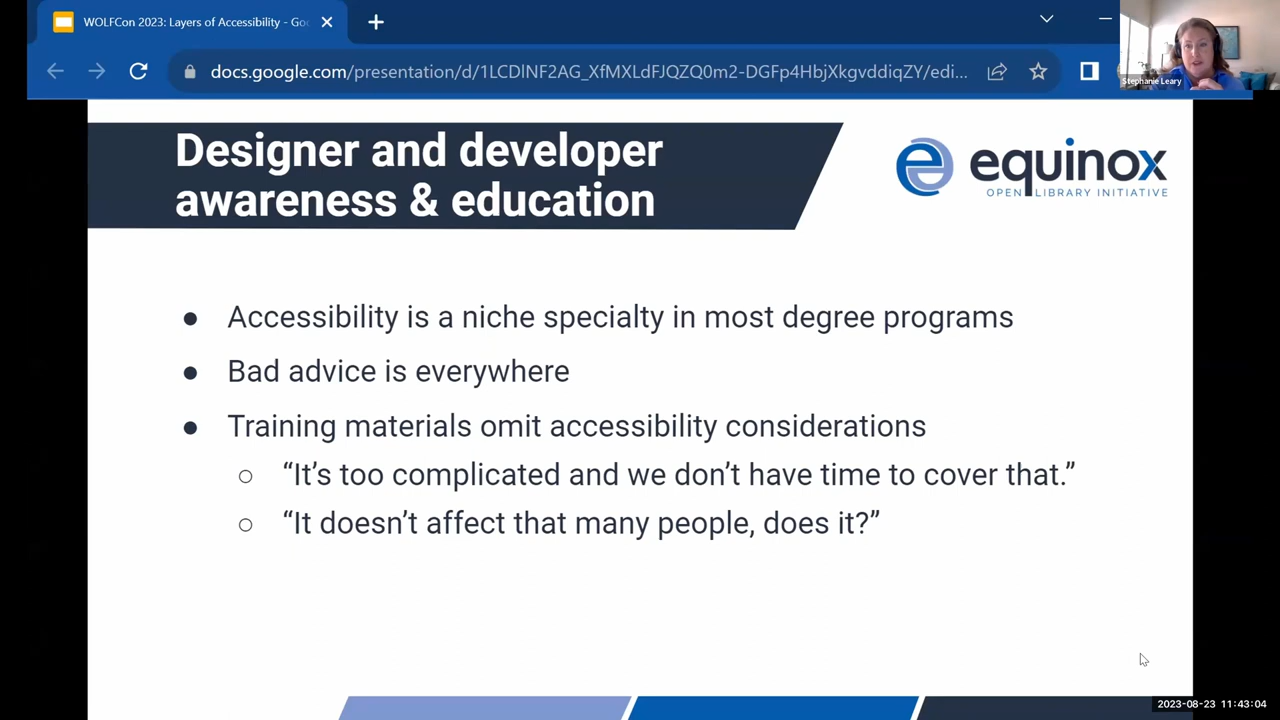 WOLFCon 2023: Layers of Accessibility - Goo
docs.google.com/presentation/d/1LCDlNF2AG_XfMXLdFJQZQ0m2-DGFp4HbjXkgvddiqZY/edi...
Stephanie Leary
Designer and developer
awareness & education
equinox
OPEN LIBRARY INITIATIVE
● Accessibility is a niche specialty in most degree programs
● Bad advice is everywhere
● Training materials omit accessibility considerations
○ “It’s too complicated and we don’t have time to cover that.”
○ “It doesn’t affect that many people, does it?”
2023-08-23 11:43:04